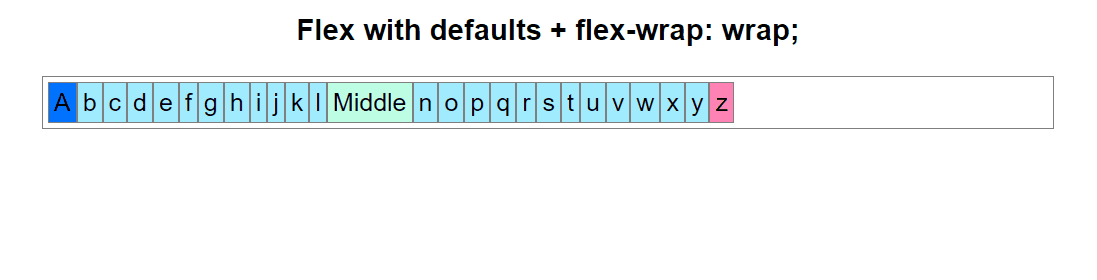 Flex with defaults + flex-wrap: wrap;
A b c d e f g h i j k l Middle n o p q r s t u v w x y z